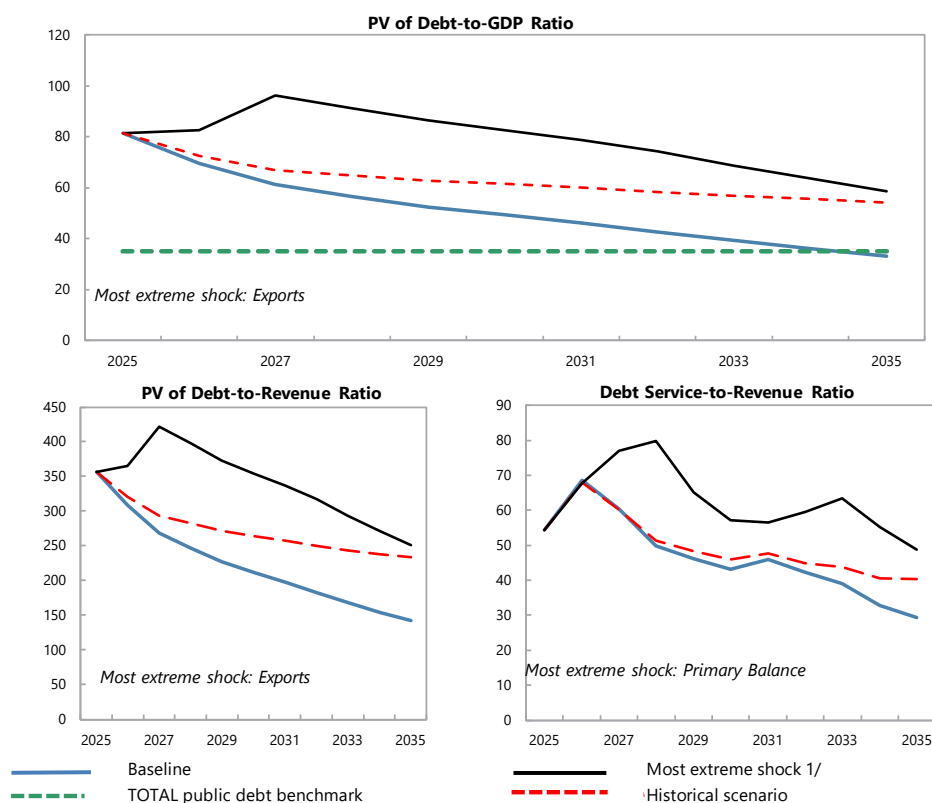 PV of Debt-to-GDP Ratio
120
100
80
60
40
20
0
Most extreme shock: Exports
2025 2027 2029 2031 2033 2035
PV of Debt-to-Revenue Ratio
450
400
350
300
250
200
150
100
50
0
Most extreme shock: Exports
2025 2027 2029 2031 2033 2035
Debt Service-to-Revenue Ratio
90
80
70
60
50
40
30
20
10
0
Most extreme shock: Primary Balance
2025 2027 2029 2031 2033 2035
Baseline
Most extreme shock 1/
TOTAL public debt benchmark
Historical scenario